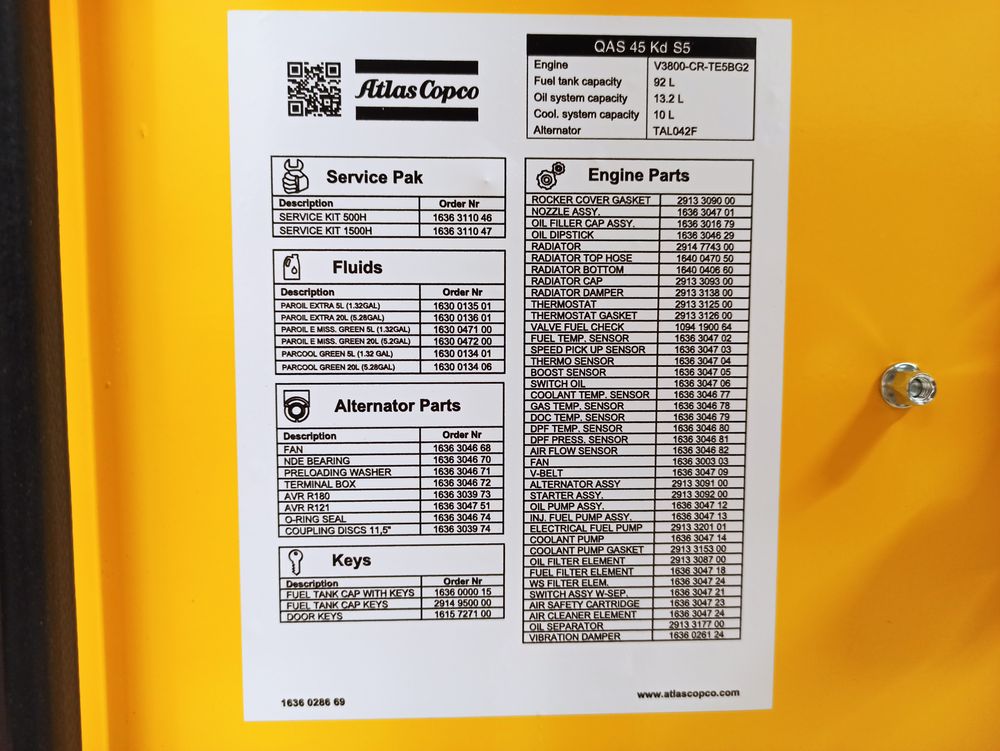 Atlas Copco
QAS 45 Kd S5
Engine V3800-CR-TE5BG2
Fuel tank capacity 92 L
Oil system capacity 13.2 L
Cool. system capacity 10 L
Alternator TAL042F
Service Pak
Description Order Nr
SERVICE KIT 500H 1636 3110 46
SERVICE KIT 1500H 1636 3110 47
Fluids
Description Order Nr
PAROIL EXTRA 5L (1.32GAL) 1630 0135 01
PAROIL EXTRA 20L (5.28GAL) 1630 0136 01
PAROIL E MISS. GREEN 5L (1.32GAL) 1630 0471 00
PAROIL E MISS. GREEN 20L (5.2GAL) 1630 0472 00
PARCOOL GREEN 5L (1.32 GAL) 1630 0134 01
PARCOOL GREEN 20L (5.28GAL) 1630 0134 06
Alternator Parts
Description Order Nr
FAN 1636 3046 68
NDE BEARING 1636 3046 70
PRELOADING WASHER 1636 3046 71
TERMINAL BOX 1636 3046 72
AVR R180 1636 3039 73
AVR R121 1636 3047 51
O-RING SEAL 1636 3046 74
COUPLING DISCS 11,5" 1636 3039 74
Keys
Description Order Nr
FUEL TANK CAP WITH KEYS 1636 0000 15
FUEL TANK CAP KEYS 2914 9500 00
DOOR KEYS 1615 7271 00
Engine Parts
ROCKER COVER GASKET 2913 3090 00
NOZZLE ASSY. 1636 3047 01
OIL FILLER CAP ASSY. 1636 3016 79
OIL DIPSTICK 1636 3046 29
RADIATOR 2914 7743 00
RADIATOR TOP HOSE 1640 0470 50
RADIATOR BOTTOM 1640 0406 60
RADIATOR CAP 2913 3093 00
RADIATOR DAMPER 2913 3138 00
THERMOSTAT 2913 3125 00
THERMOSTAT GASKET 2913 3126 00
VALVE FUEL CHECK 1094 1900 64
FUEL TEMP. SENSOR 1636 3047 02
SPEED PICK UP SENSOR 1636 3047 03
THERMO SENSOR 1636 3047 04
BOOST SENSOR 1636 3047 05
SWITCH OIL 1636 3047 06
COOLANT TEMP. SENSOR 1636 3046 77
GAS TEMP. SENSOR 1636 3046 78
DOC TEMP. SENSOR 1636 3046 79
DPF TEMP. SENSOR 1636 3046 80
DPF PRESS. SENSOR 1636 3046 81
AIR FLOW SENSOR 1636 3046 82
FAN 1636 3003 03
V-BELT 1636 3047 09
ALTERNATOR ASSY 2913 3091 00
STARTER ASSY. 2913 3092 00
OIL PUMP ASSY. 1636 3047 12
INJ. FUEL PUMP ASSY. 1636 3047 13
ELECTRICAL FUEL PUMP 2913 3201 01
COOLANT PUMP 1636 3047 14
COOLANT PUMP GASKET 2913 3153 00
OIL FILTER ELEMENT 2913 3087 00
FUEL FILTER ELEMENT 1636 3047 18
WS FILTER ELEM. 1636 3047 24
SWITCH ASSY W-SEP. 1636 3047 21
AIR SAFETY CARTRIDGE 1636 3047 23
AIR CLEANER ELEMENT 1636 3047 24
OIL SEPARATOR 2913 3177 00
VIBRATION DAMPER 1636 0261 24
1636 0286 69
www.atlascopco.com